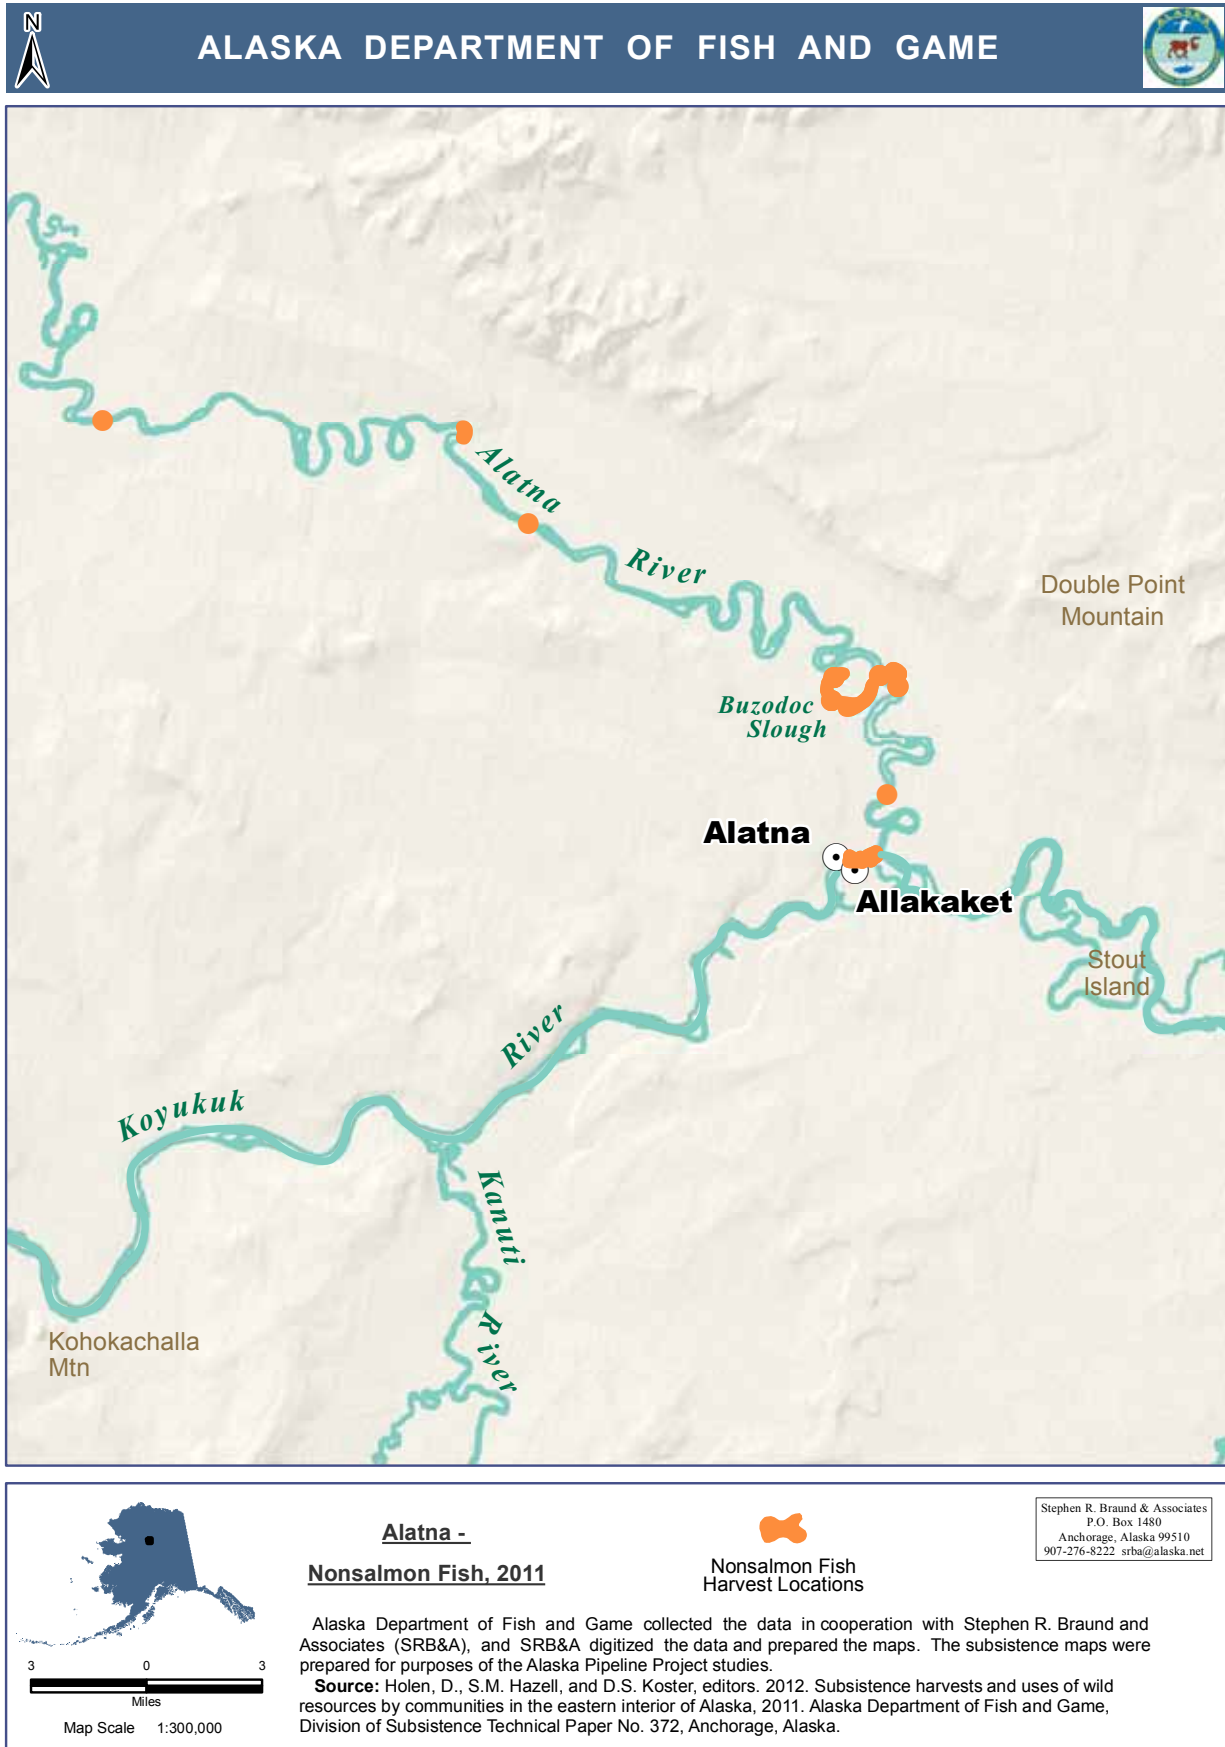 N
ALASKA DEPARTMENT OF FISH AND GAME
ALASKA
Alatna
River
Double Point
Mountain
Buzodoc
Slough
Alatna
Allakaket
Stout
Island
River
Koyukuk
Kanuti
River
Kohokachalla
Mtn
Alatna -
Nonsalmon Fish, 2011
Nonsalmon Fish
Harvest Locations
Stephen R. Braund & Associates
P.O. Box 1480
Anchorage, Alaska 99510
907-276-8222 srba@alaska.net
3 0 3
Miles
Map Scale 1:300,000
Alaska Department of Fish and Game collected the data in cooperation with Stephen R. Braund and
Associates (SRB&A), and SRB&A digitized the data and prepared the maps. The subsistence maps were
prepared for purposes of the Alaska Pipeline Project studies.
Source: Holen, D., S.M. Hazell, and D.S. Koster, editors. 2012. Subsistence harvests and uses of wild
resources by communities in the eastern interior of Alaska, 2011. Alaska Department of Fish and Game,
Division of Subsistence Technical Paper No. 372, Anchorage, Alaska.